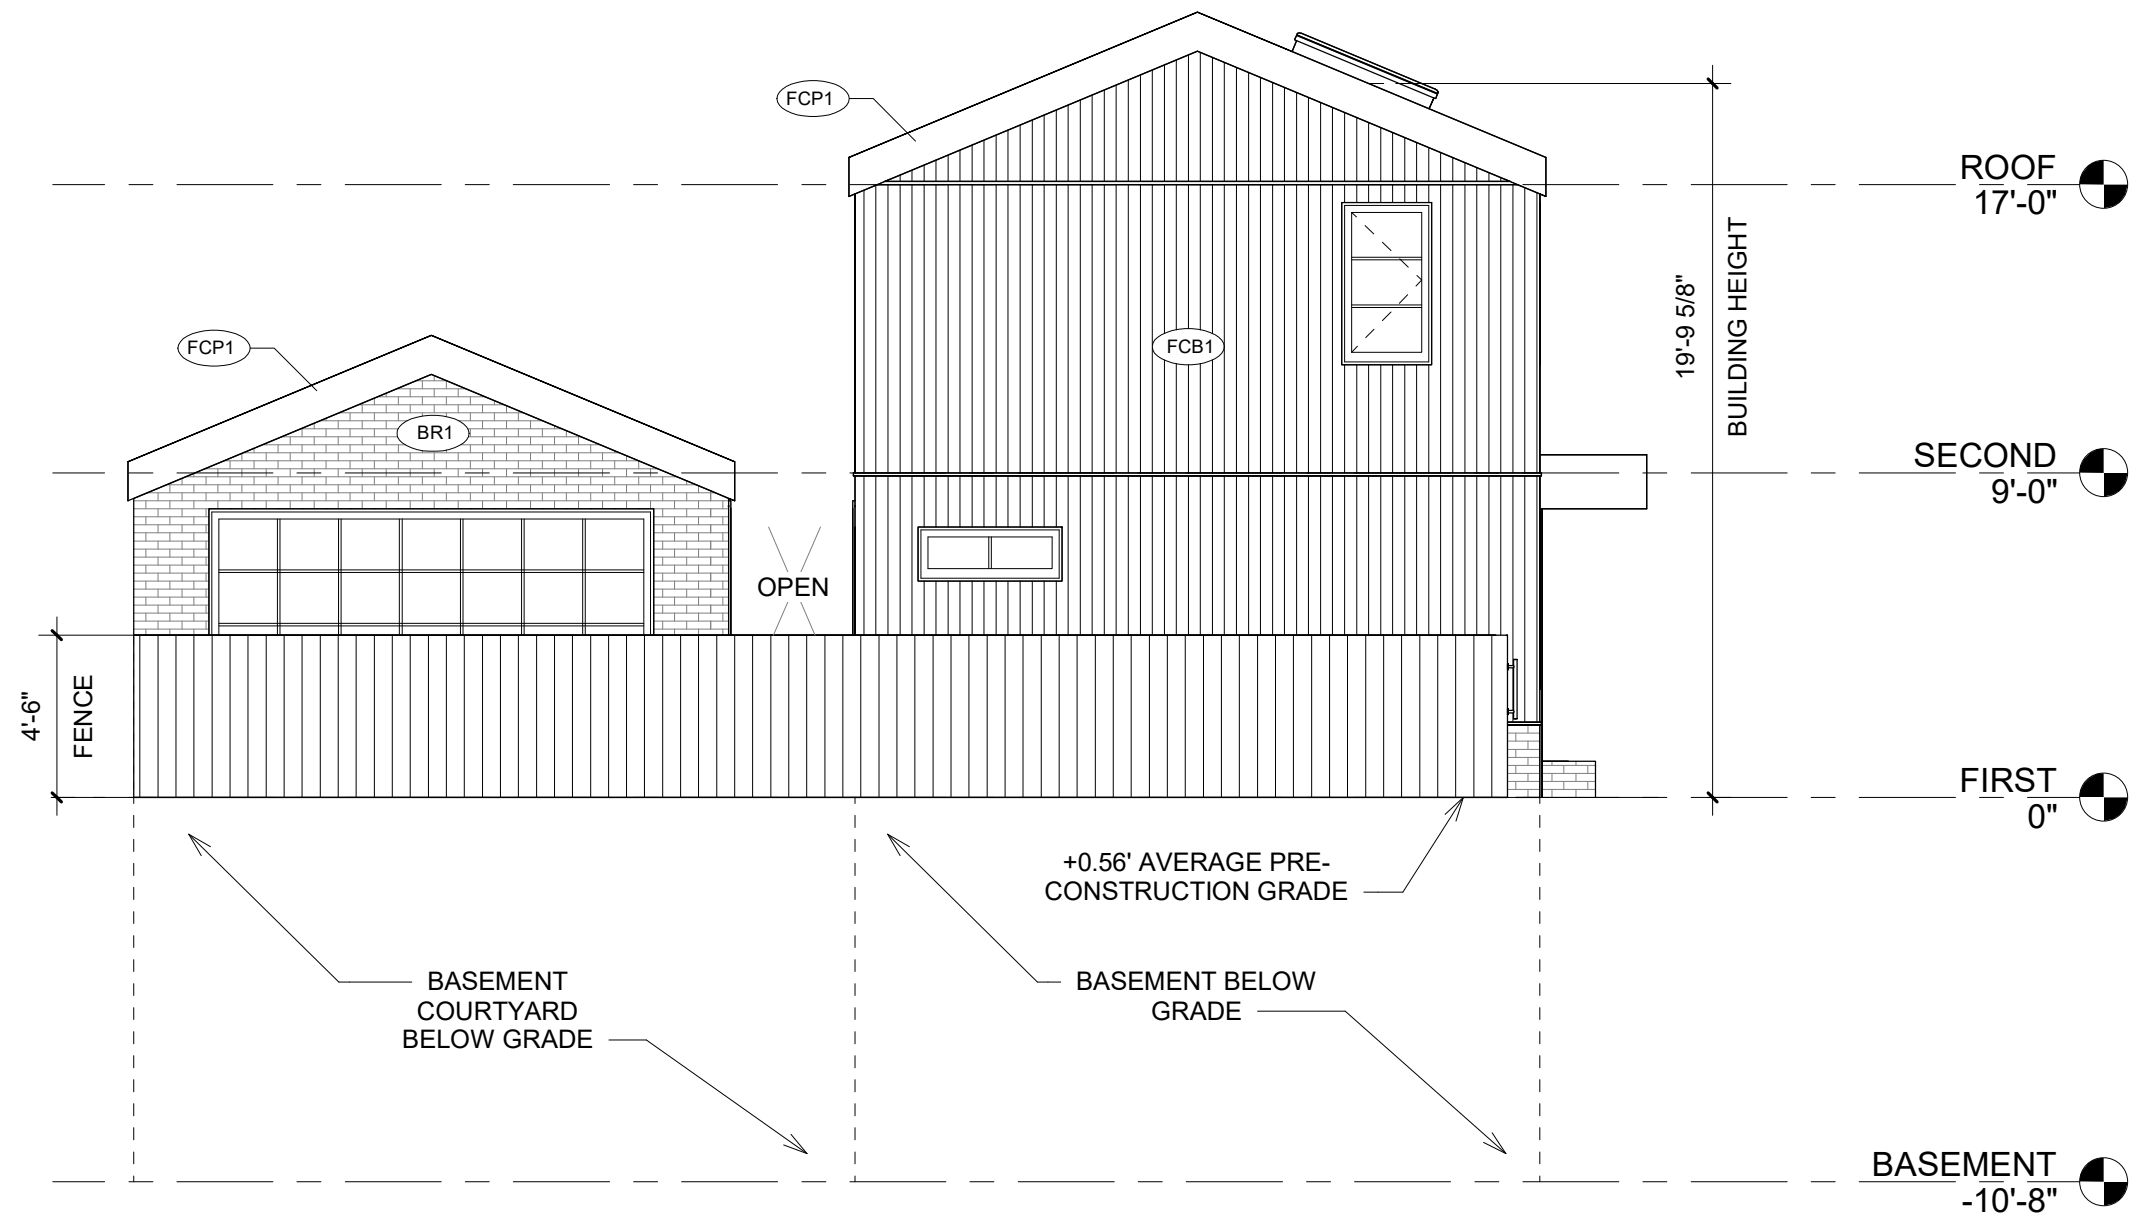 FCP1
ROOF
17'-0"
19'-9 5/8"
BUILDING HEIGHT
FCP1
FCB1
BR1
SECOND
9'-0"
OPEN
4'-6"
FENCE
FIRST
0"
+0.56' AVERAGE PRE-
CONSTRUCTION GRADE
BASEMENT
COURTYARD
BELOW GRADE
BASEMENT BELOW
GRADE
BASEMENT
-10'-8"